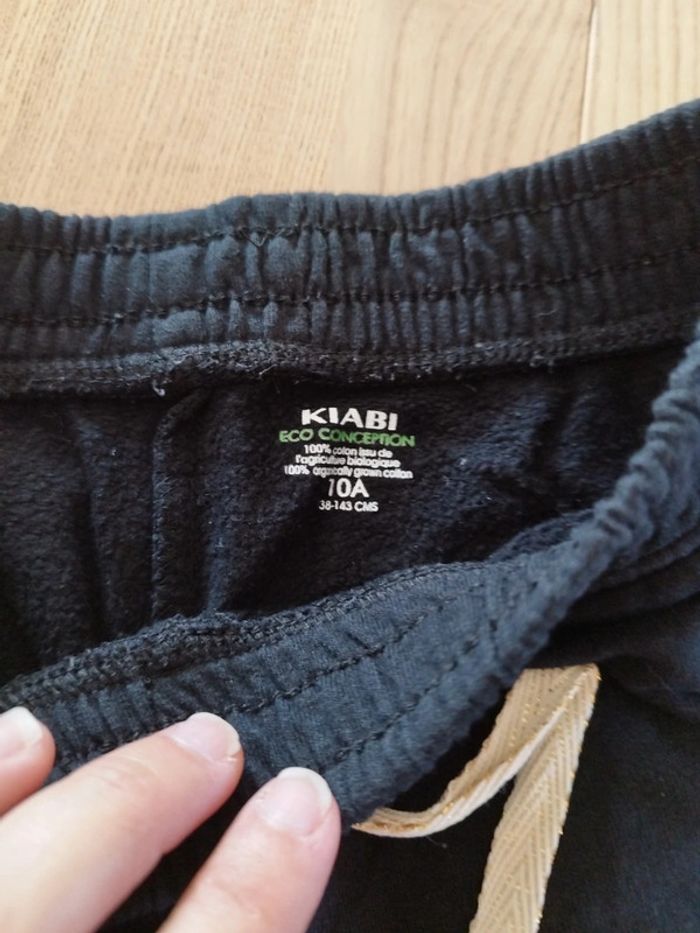 KIABI
ECO CONCEPTION
100% coton issu de
l'agriculture biologique
100% organically grown cotton
10A
38-143 CMS